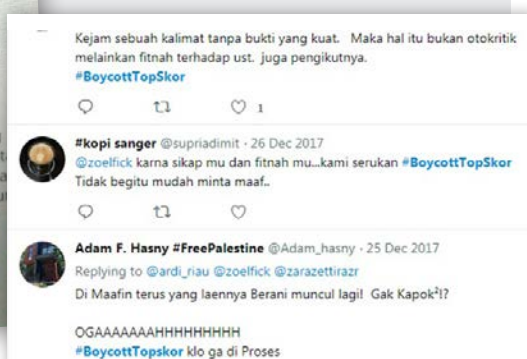 Kejam sebuah kalimat tanpa bukti yang kuat. Maka hal itu bukan otokritik
melainkan fitnah terhadap ust. juga pengikutnya.
#BoycottTopSkor
1
#kopi sanger @supriadimit · 26 Dec 2017
@zoelfick karna sikap mu dan fitnah mu...kami serukan #BoycottTopSkor
Tidak begitu mudah minta maaf..
Adam F. Hasny #FreePalestine @Adam_hasny · 25 Dec 2017
Replying to @ardi_riau @zoelfick @zarazettirazr
Di Maafin terus yang laennya Berani muncul lagi! Gak Kapok²!?
OGAAAAAAAHHHHHHHHHH
#BoycottTopskor klo ga di Proses